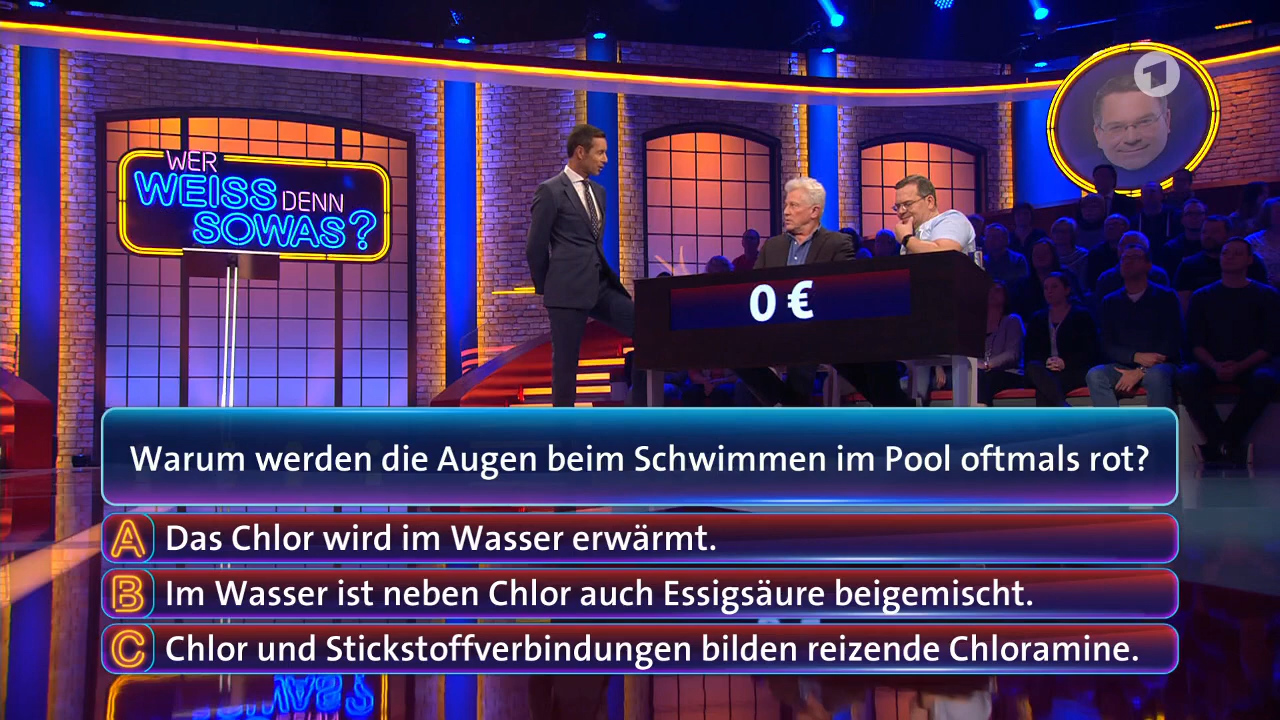 WER
WEISS DENN
SOWAS?
1
0 €
Warum werden die Augen beim Schwimmen im Pool oftmals rot?
A Das Chlor wird im Wasser erwärmt.
B Im Wasser ist neben Chlor auch Essigsäure beigemischt.
C Chlor und Stickstoffverbindungen bilden reizende Chloramine.